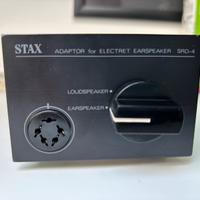 STAX ADAPTOR for ELECTRET EARSPEAKER SRD-4
LOUDSPEAKER
EARSPEAKER